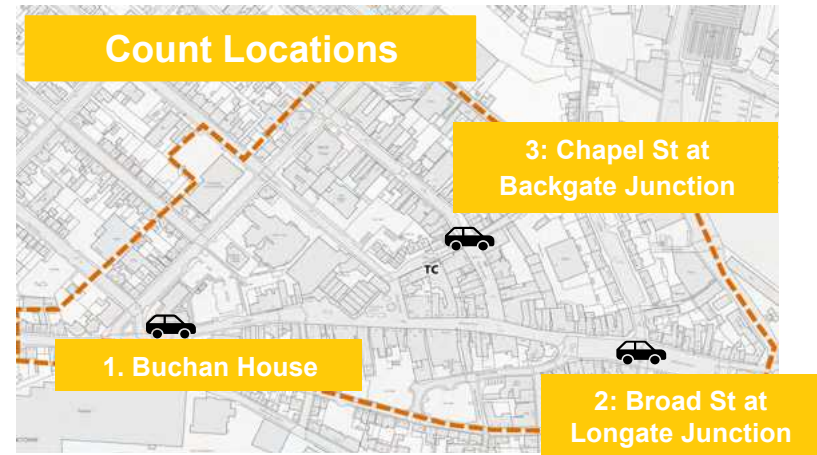 Count Locations
3: Chapel St at
Backgate Junction
TC
1. Buchan House
2: Broad St at
Longate Junction